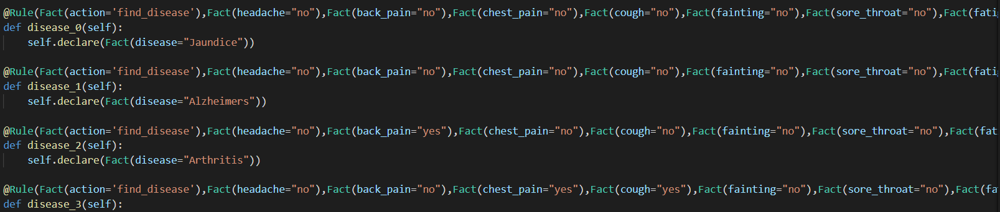 @Rule(Fact(action='find_disease'),Fact(headache="no"),Fact(back_pain="no"),Fact(chest_pain="no"),Fact(cough="no"),Fact(fainting="no"),Fact(sore_throat="no"),Fact(fatig
def disease_0(self):
    self.declare(Fact(disease="Jaundice"))
@Rule(Fact(action='find_disease'),Fact(headache="no"),Fact(back_pain="no"),Fact(chest_pain="no"),Fact(cough="no"),Fact(fainting="no"),Fact(sore_throat="no"),Fact(fatig
def disease_1(self):
    self.declare(Fact(disease="Alzheimers"))
@Rule(Fact(action='find_disease'),Fact(headache="no"),Fact(back_pain="yes"),Fact(chest_pain="no"),Fact(cough="no"),Fact(fainting="no"),Fact(sore_throat="no"),Fact(fat
def disease_2(self):
    self.declare(Fact(disease="Arthritis"))
@Rule(Fact(action='find_disease'),Fact(headache="no"),Fact(back_pain="no"),Fact(chest_pain="yes"),Fact(cough="yes"),Fact(fainting="no"),Fact(sore_throat="no"),Fact(fa
def disease_3(self):